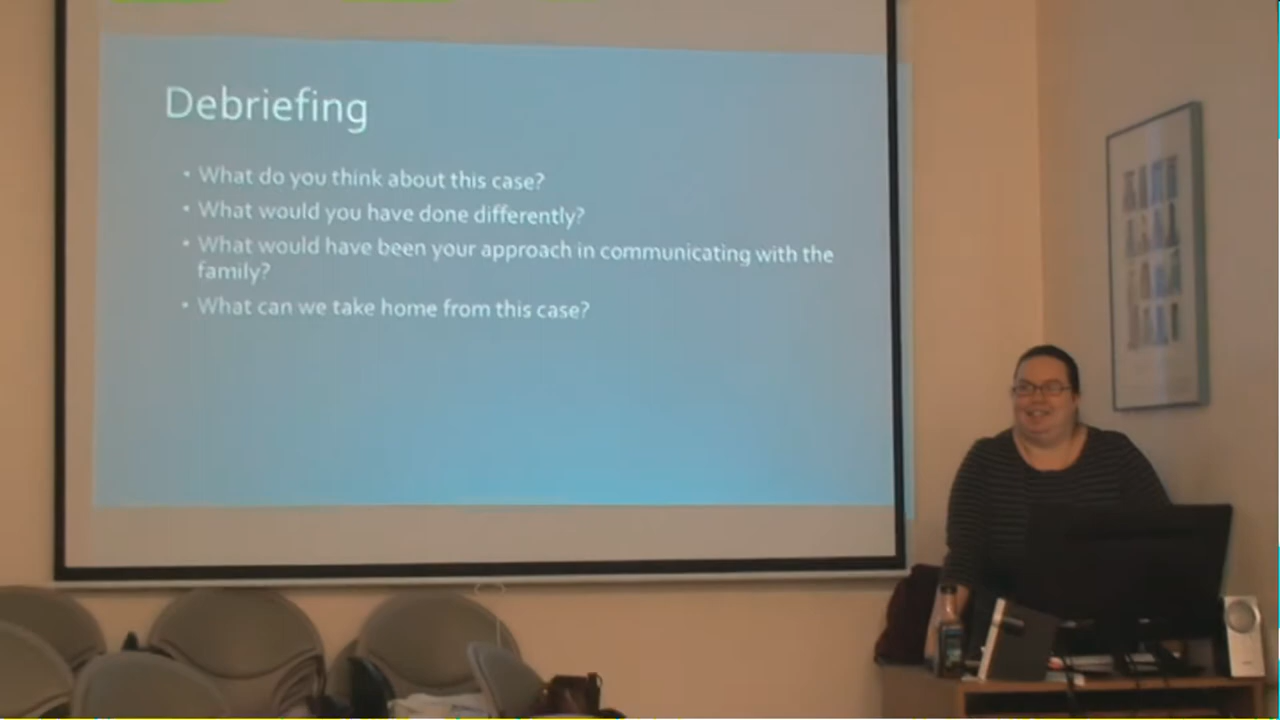 Debriefing
• What do you think about this case?
• What would you have done differently?
• What would have been your approach in communicating with the
family?
• What can we take home from this case?